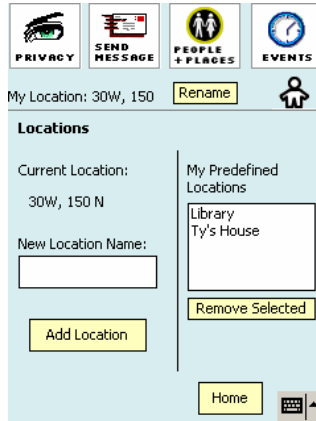 PRIVACY
SEND
MESSAGE
PEOPLE
+PLACES
EVENTS
My Location: 30W, 150
Rename
Locations
Current Location:
30W, 150 N
New Location Name:
Add Location
My Predefined
Locations
Library
Ty's House
Remove Selected
Home